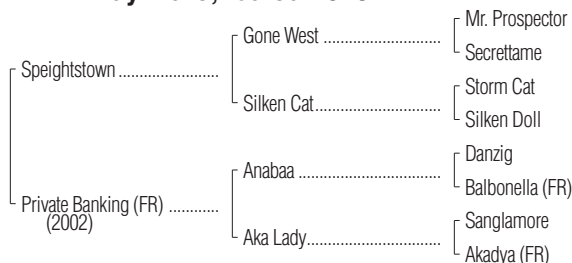 Gone West
Mr. Prospector
Secrettame
Speightstown
Silken Cat
Storm Cat
Silken Doll
Private Banking (FR)
(2002)
Anabaa
Danzig
Balbonella (FR)
Aka Lady
Sanglamore
Akadya (FR)